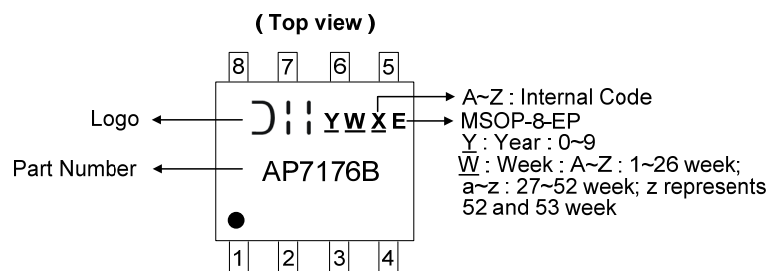 ( Top view )
8 7 6 5
Logo
Y W X E
A~Z : Internal Code
MSOP-8-EP
Y : Year : 0~9
W : Week : A~Z : 1~26 week;
a~z : 27~52 week; z represents
52 and 53 week
Part Number
AP7176B
1 2 3 4